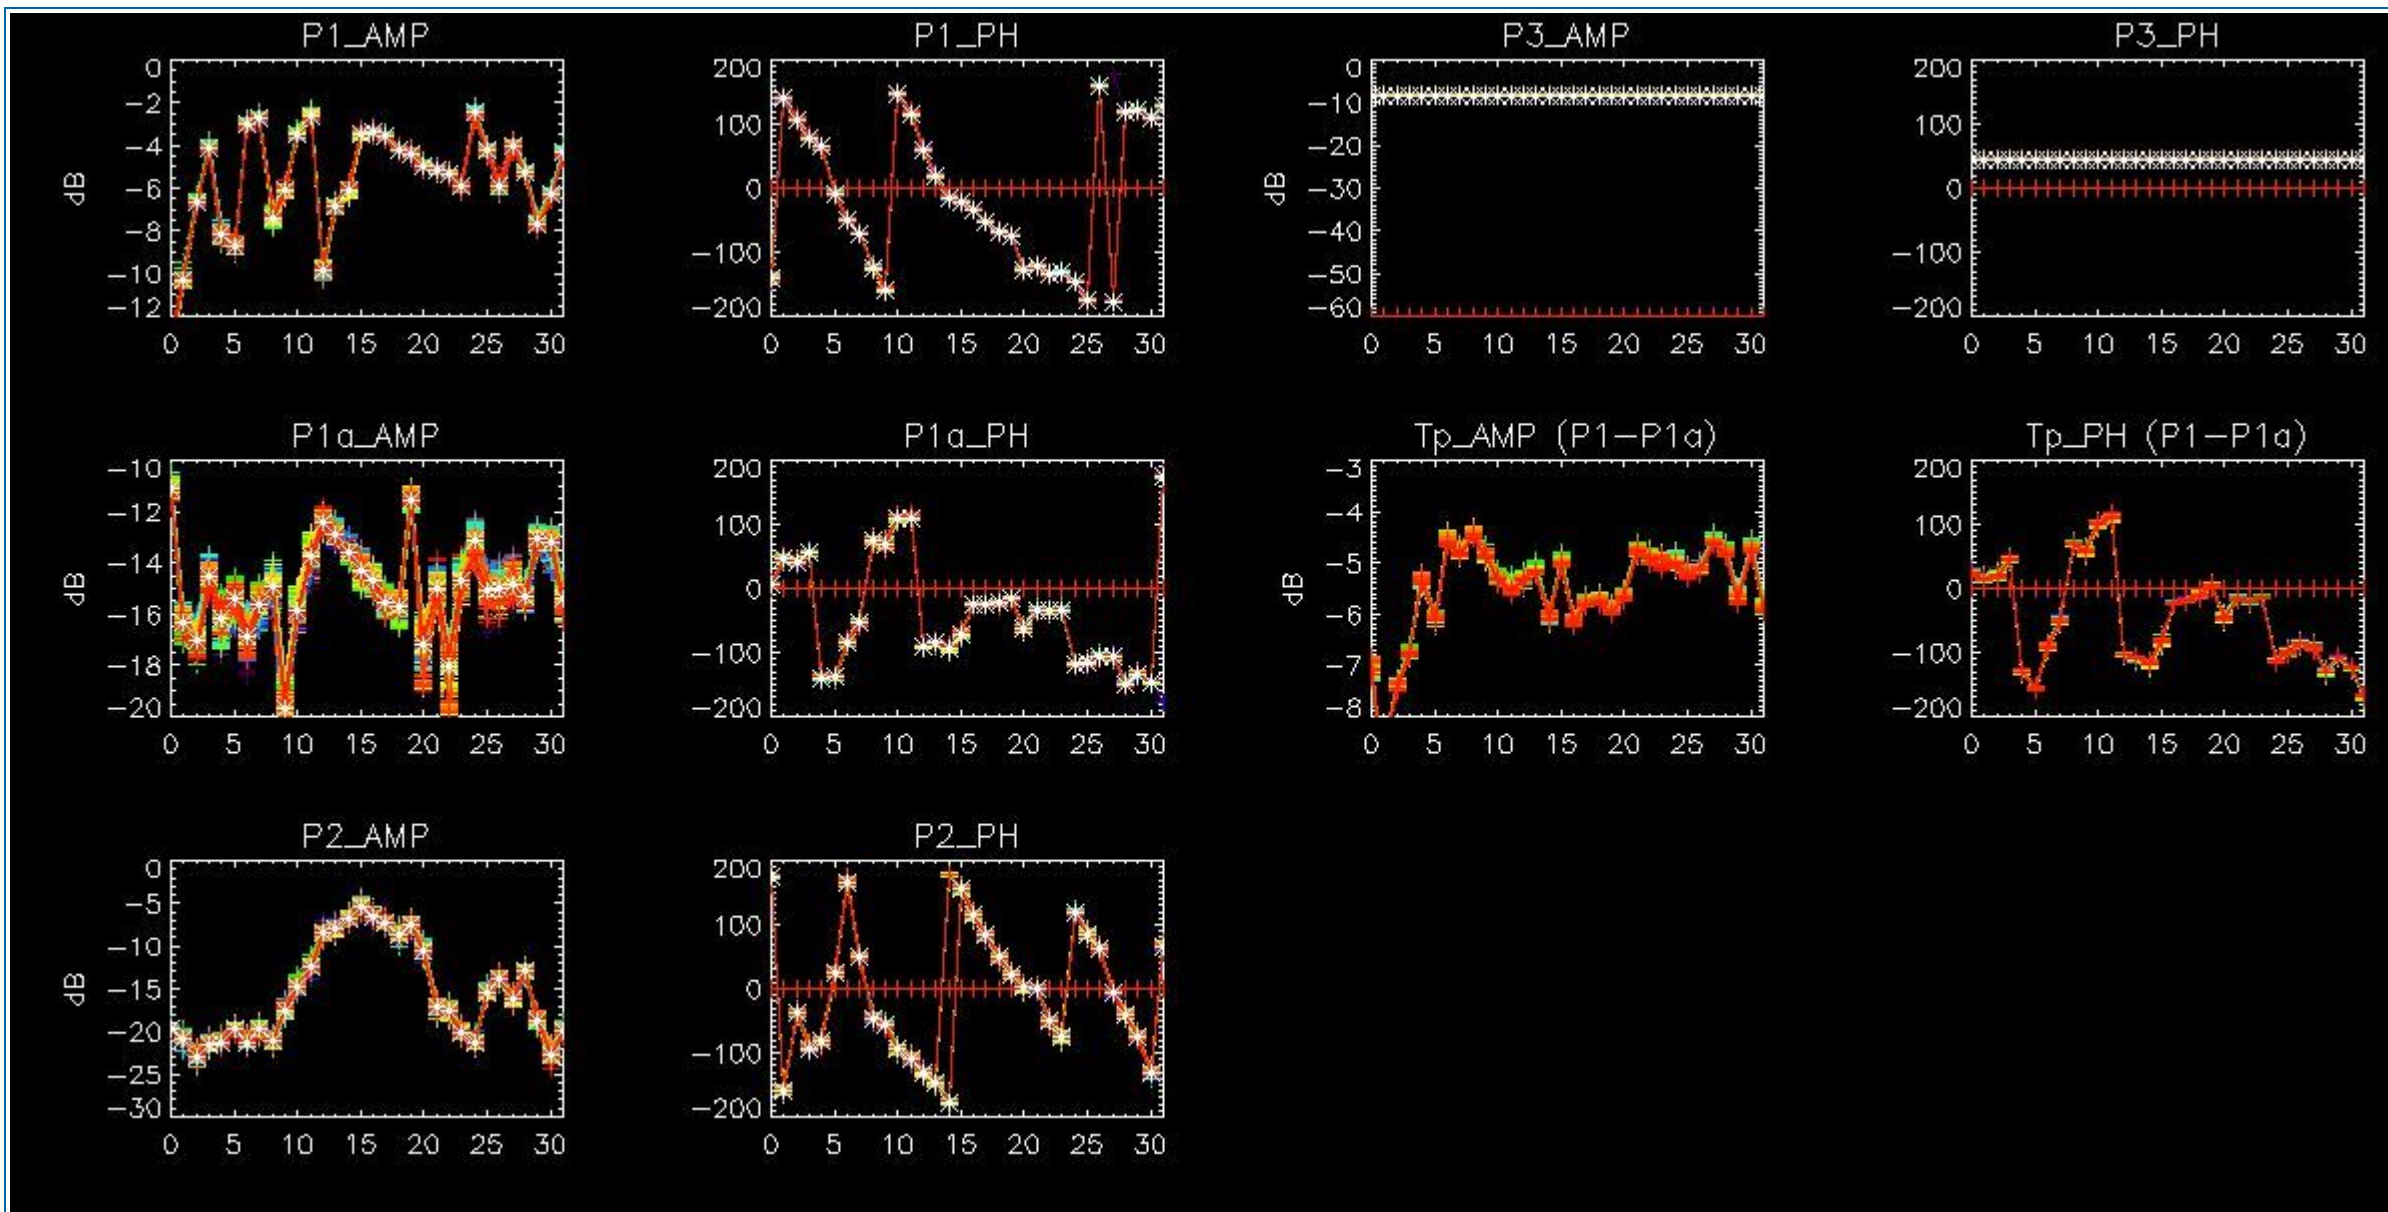 P1_AMP P1_PH P3_AMP P3_PH
0 200 0 200
−2 100 −10 100
−4 0 −20 0
−6 −100 −30 −100
−8 −200 −40 −200
−10 −50
−12 −60
dB dB
0 5 10 15 20 25 30 0 5 10 15 20 25 30 0 5 10 15 20 25 30 0 5 10 15 20 25 30
P1a_AMP P1a_PH Tp_AMP (P1−P1a) Tp_PH (P1−P1a)
−10 200 −3 200
−12 100 −4 100
−14 0 −5 0
−16 −100 −6 −100
−18 −200 −7 −200
−20 −8
dB dB
0 5 10 15 20 25 30 0 5 10 15 20 25 30 0 5 10 15 20 25 30 0 5 10 15 20 25 30
P2_AMP P2_PH
0 200
−5 100
−10 0
−15 −100
−20 −200
−25
−30
dB
0 5 10 15 20 25 30 0 5 10 15 20 25 30